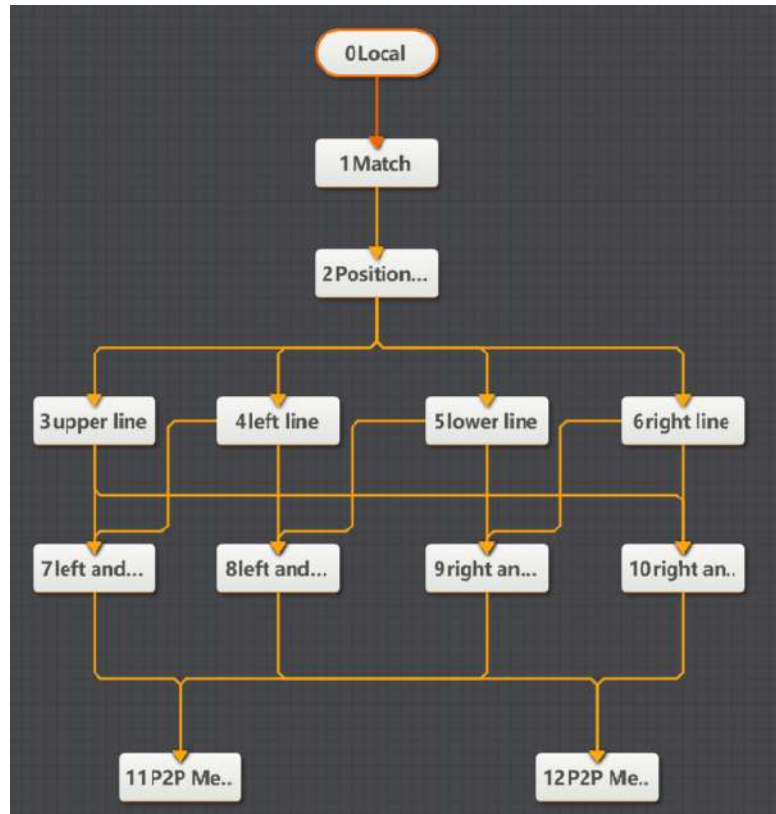 0Local
1Match
2Position...
3upper line
4left line
5lower line
6right line
7left and...
8left and...
9right an...
10right an..
11P2P Me..
12P2P Me..